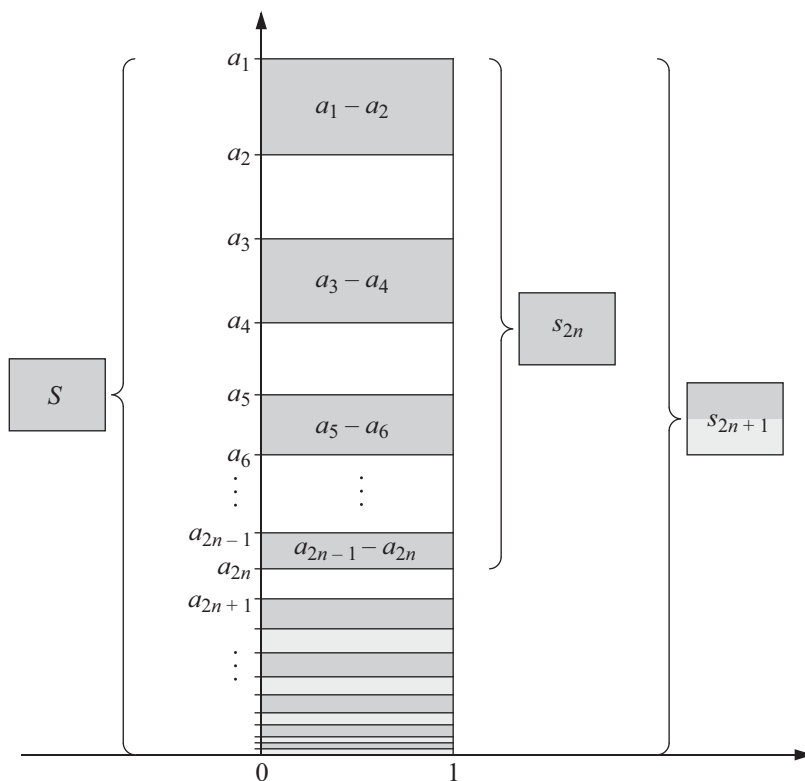 a₁
a₁ – a₂
a₂
a₃
a₃ – a₄
s₂ₙ
a₄
S
a₅
a₅ – a₆
s₂ₙ ₊ ₁
a₆
⋮ ⋮
a₂ₙ ₋ ₁
a₂ₙ ₋ ₁ – a₂ₙ
a₂ₙ
a₂ₙ ₊ ₁
⋮
0 1